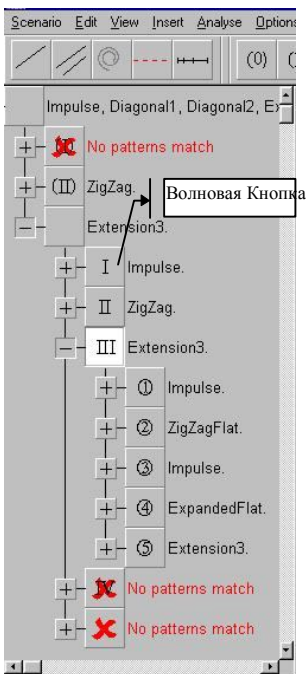 Scenario Edit View Insert Analyse Options
(0) (
Impulse, Diagonal1, Diagonal2, Ex
No patterns match
(II) ZigZag.
Волновая Кнопка
Extension3.
I Impulse.
II ZigZag.
III Extension3.
① Impulse.
② ZigZagFlat.
③ Impulse.
④ ExpandedFlat.
⑤ Extension3.
IV No patterns match
No patterns match